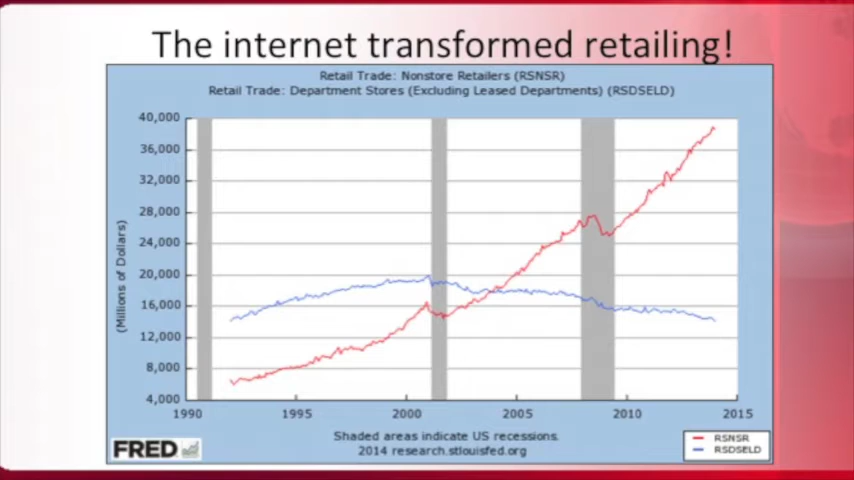 The internet transformed retailing!
Retail Trade: Nonstore Retailers (RSNSR)
Retail Trade: Department Stores (Excluding Leased Departments) (RSDSELD)
40,000
36,000
32,000
28,000
24,000
20,000
16,000
12,000
8,000
4,000
(Millions of Dollars)
1990 1995 2000 2005 2010 2015
Shaded areas indicate US recessions.
2014 research.stlouisfed.org
FRED
RSNSR
RSDSELD